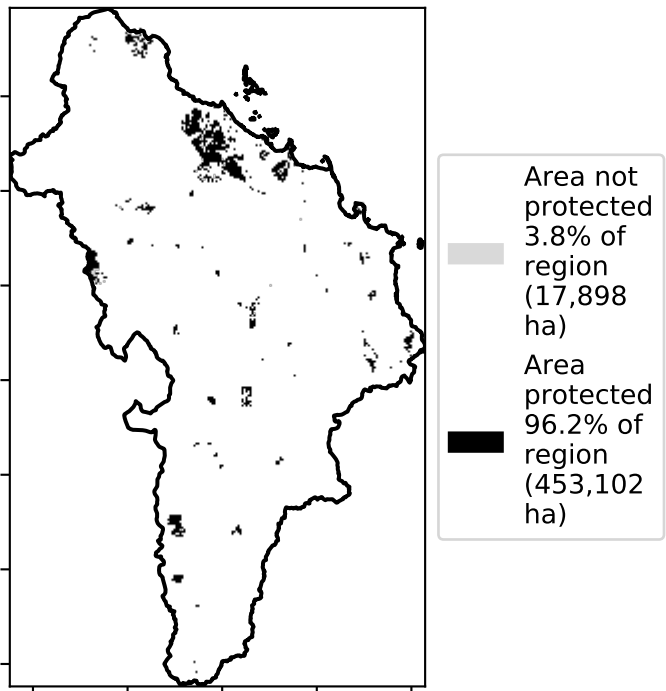 Area not
protected
3.8% of
region
(17,898
ha)
Area
protected
96.2% of
region
(453,102
ha)